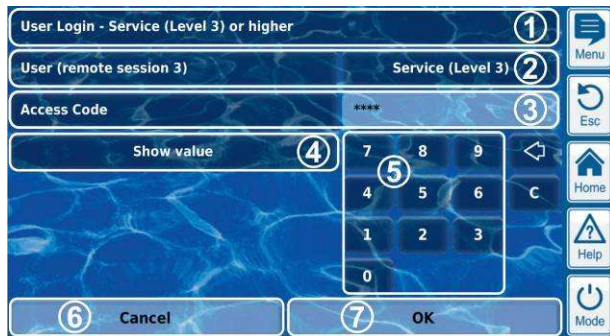 User Login - Service (Level 3) or higher 1
Menu
User (remote session 3) Service (Level 3) 2
Access Code **** 3
Esc
Show value 4
7 8 9
5
4 5 6 C
Home
1 2 3
Help
0
6 Cancel 7 OK
Mode